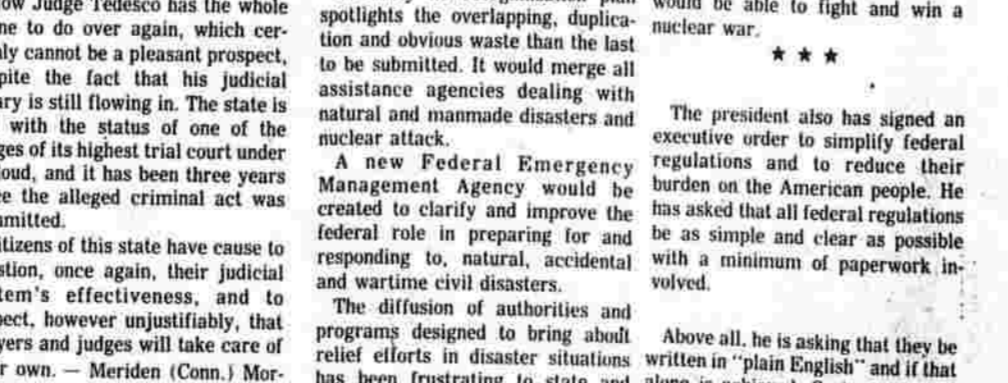 ow Judge Tedesco has the whole
ne to do over again, which cer-
ly cannot be a pleasant prospect,
pite the fact that his judicial
ary is still flowing in. The state is
with the status of one of the
ges of its highest trial court under
loud, and it has been three years
e the alleged criminal act was
mmitted.
itizens of this state have cause to
stion, once again, their judicial
tem's effectiveness, and to
pect, however unjustifiably, that
yers and judges will take care of
r own. — Meriden (Conn.) Mor-
spotlights the overlapping, duplica-
tion and obvious waste than the last
to be submitted. It would merge all
assistance agencies dealing with
natural and manmade disasters and
nuclear attack.
A new Federal Emergency
Management Agency would be
created to clarify and improve the
federal role in preparing for and
responding to, natural, accidental
and wartime civil disasters.
The diffusion of authorities and
programs designed to bring about
relief efforts in disaster situations
has been frustrating to state and
would be able to fight and win a
nuclear war.
★ ★ ★
The president also has signed an
executive order to simplify federal
regulations and to reduce their
burden on the American people. He
has asked that all federal regulations
be as simple and clear as possible
with a minimum of paperwork in-
volved.
Above all, he is asking that they be
written in "plain English" and if that